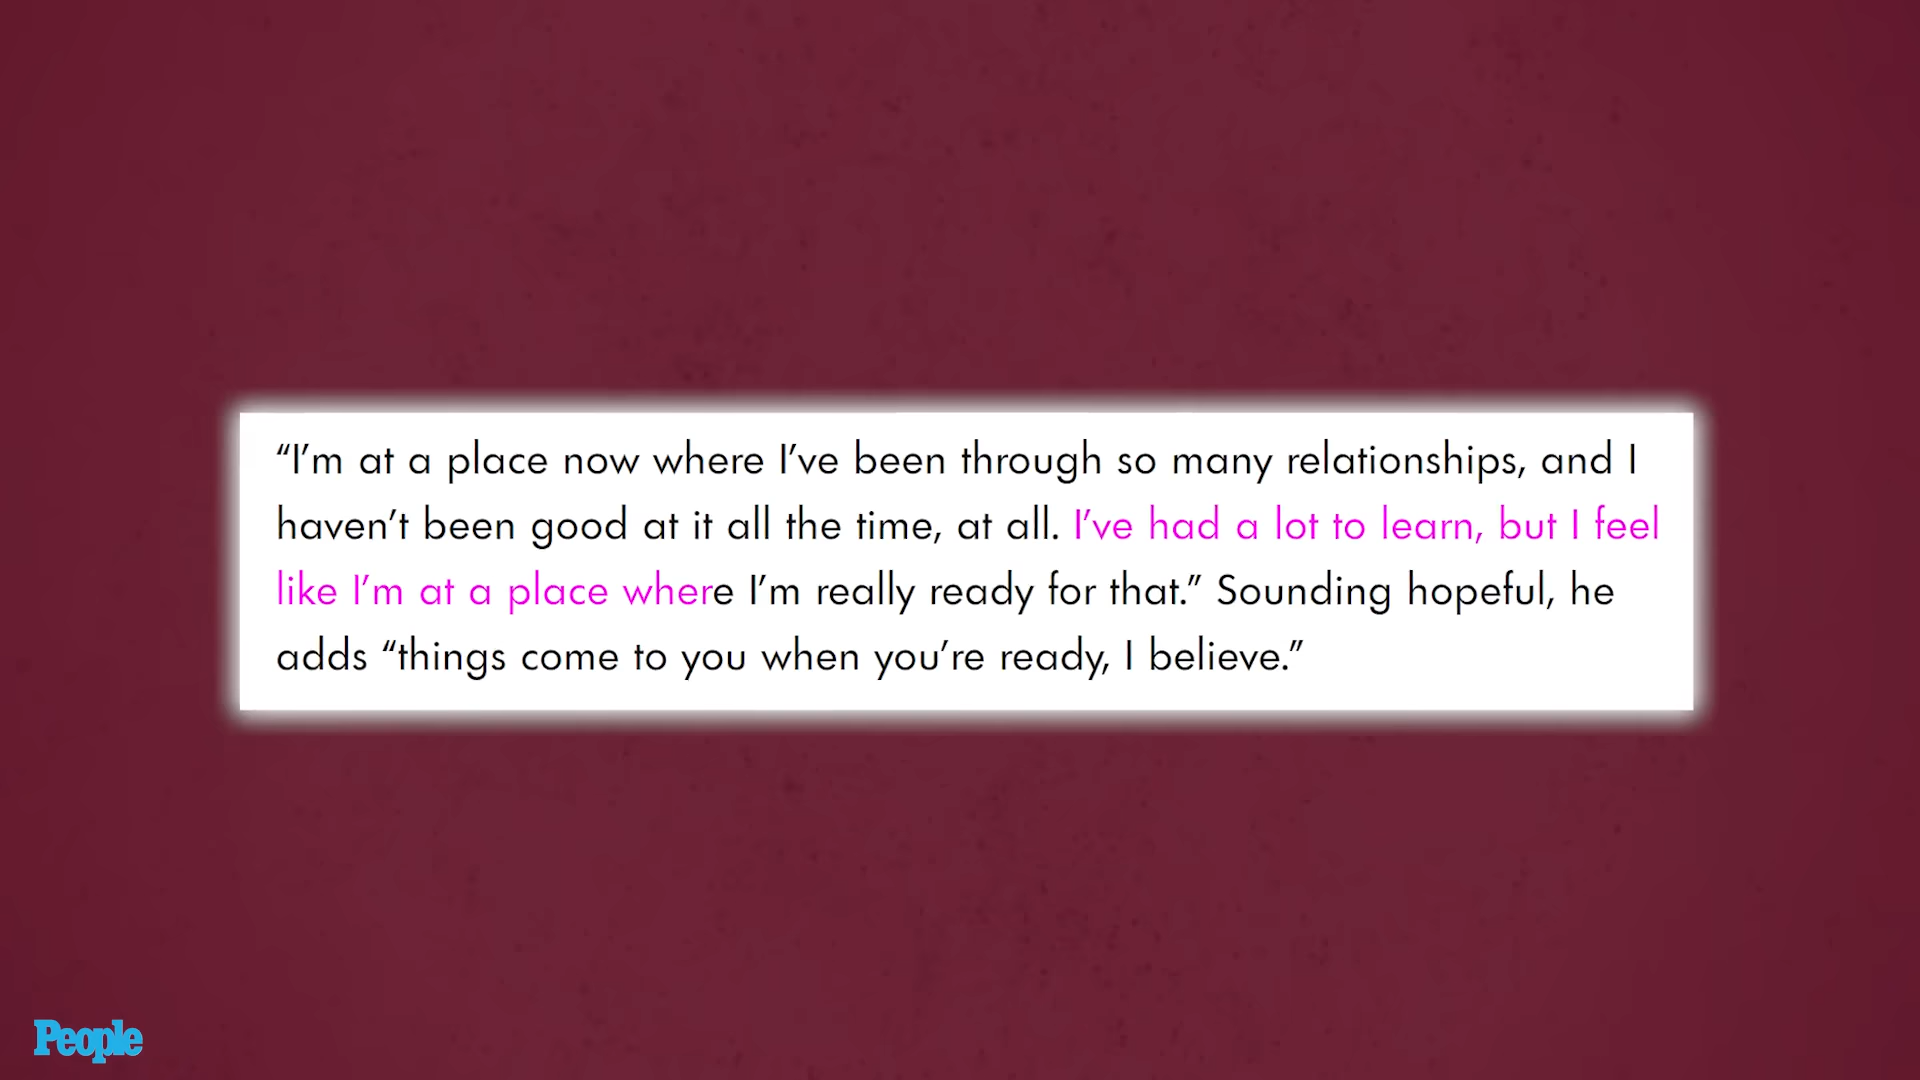 “I’m at a place now where I’ve been through so many relationships, and I
haven’t been good at it all the time, at all. I’ve had a lot to learn, but I feel
like I’m at a place where I’m really ready for that.” Sounding hopeful, he
adds “things come to you when you’re ready, I believe.”
People